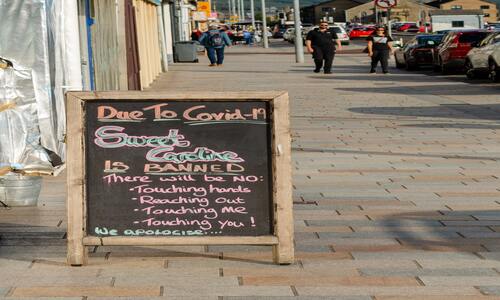 Due To Covid-19
Sweet
Caroline
IS BANNED
There will be NO:
-Touching hands
- Reaching Out
-Touching Me
-Touching you!
We apologise....